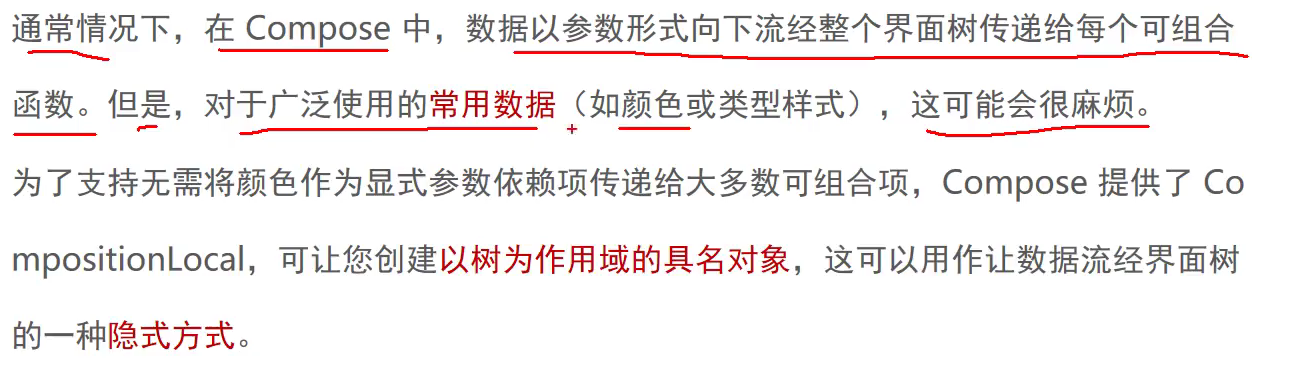 通常情况下，在 Compose 中，数据以参数形式向下流经整个界面树传递给每个可组合
函数。但是，对于广泛使用的常用数据（如颜色或类型样式），这可能会很麻烦。
为了支持无需将颜色作为显式参数依赖项传递给大多数可组合项，Compose 提供了 Co
mpositionLocal，可让您创建以树为作用域的具名对象，这可以用作让数据流经界面树
的一种隐式方式。